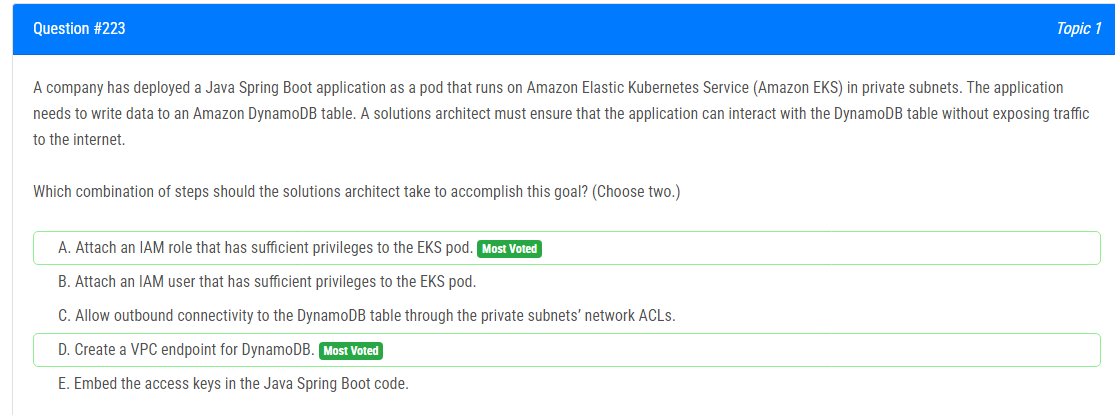 Question #223
Topic 1
A company has deployed a Java Spring Boot application as a pod that runs on Amazon Elastic Kubernetes Service (Amazon EKS) in private subnets. The application
needs to write data to an Amazon DynamoDB table. A solutions architect must ensure that the application can interact with the DynamoDB table without exposing traffic
to the internet.
Which combination of steps should the solutions architect take to accomplish this goal? (Choose two.)
A. Attach an IAM role that has sufficient privileges to the EKS pod. Most Voted
B. Attach an IAM user that has sufficient privileges to the EKS pod.
C. Allow outbound connectivity to the DynamoDB table through the private subnets’ network ACLs.
D. Create a VPC endpoint for DynamoDB. Most Voted
E. Embed the access keys in the Java Spring Boot code.